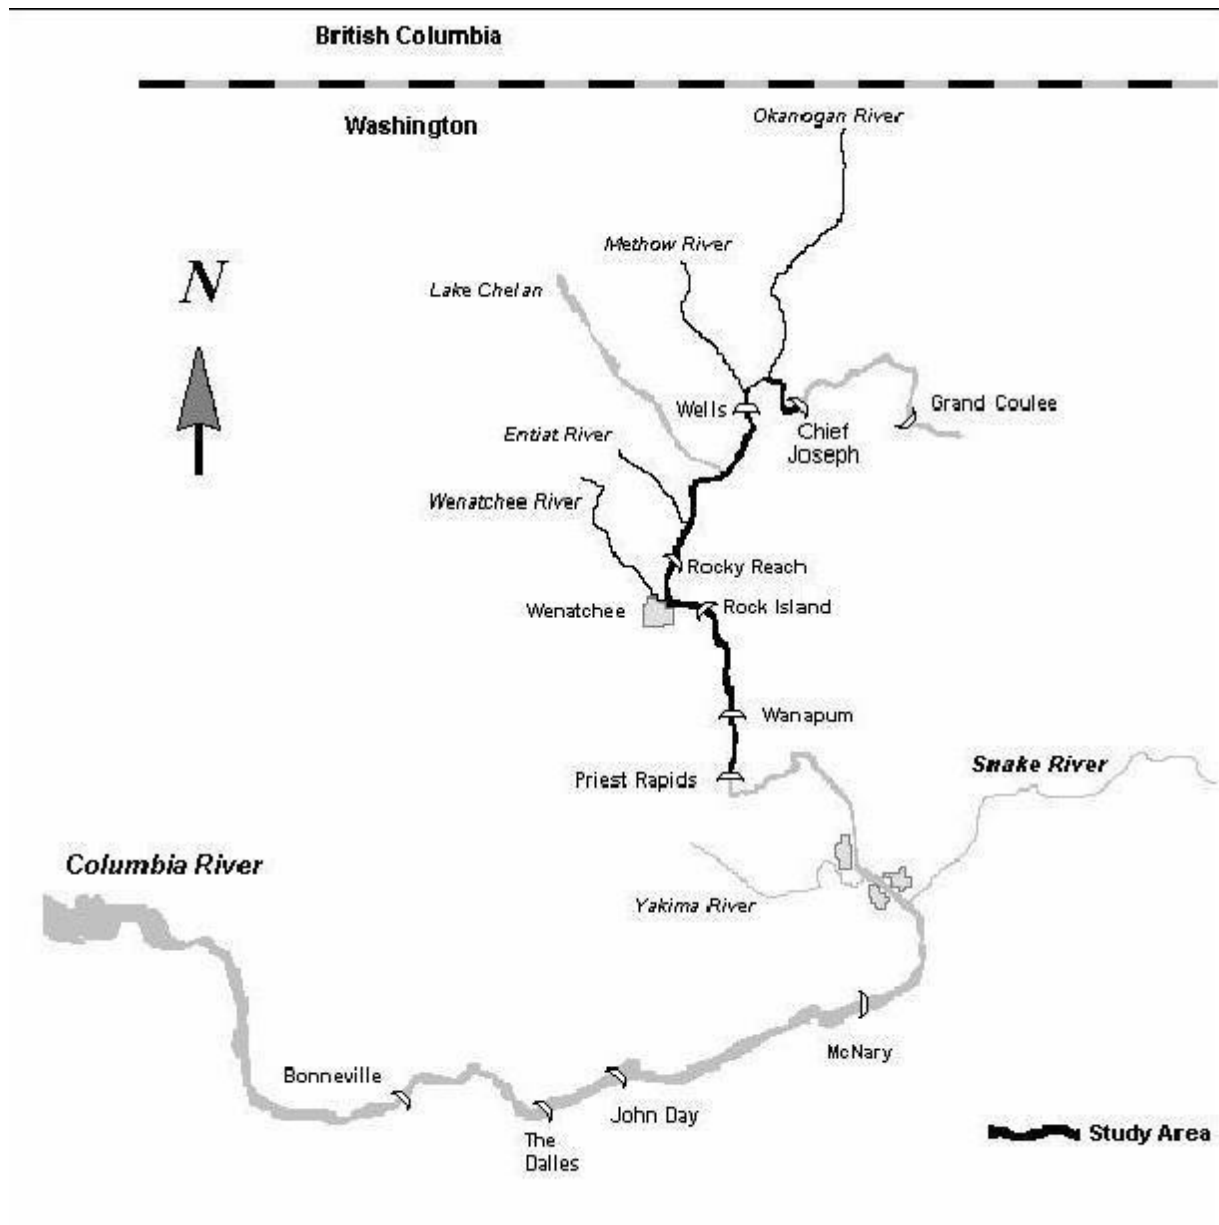 British Columbia
Washington
Okanogan River
Methow River
N
Lake Chelan
Wells
Grand Coulee
Chief
Joseph
Entiat River
Wenatchee River
Rocky Reach
Wenatchee
Rock Island
Wanapum
Priest Rapids
Snake River
Columbia River
Yakima River
McNary
Bonneville
John Day
The
Dalles
Study Area